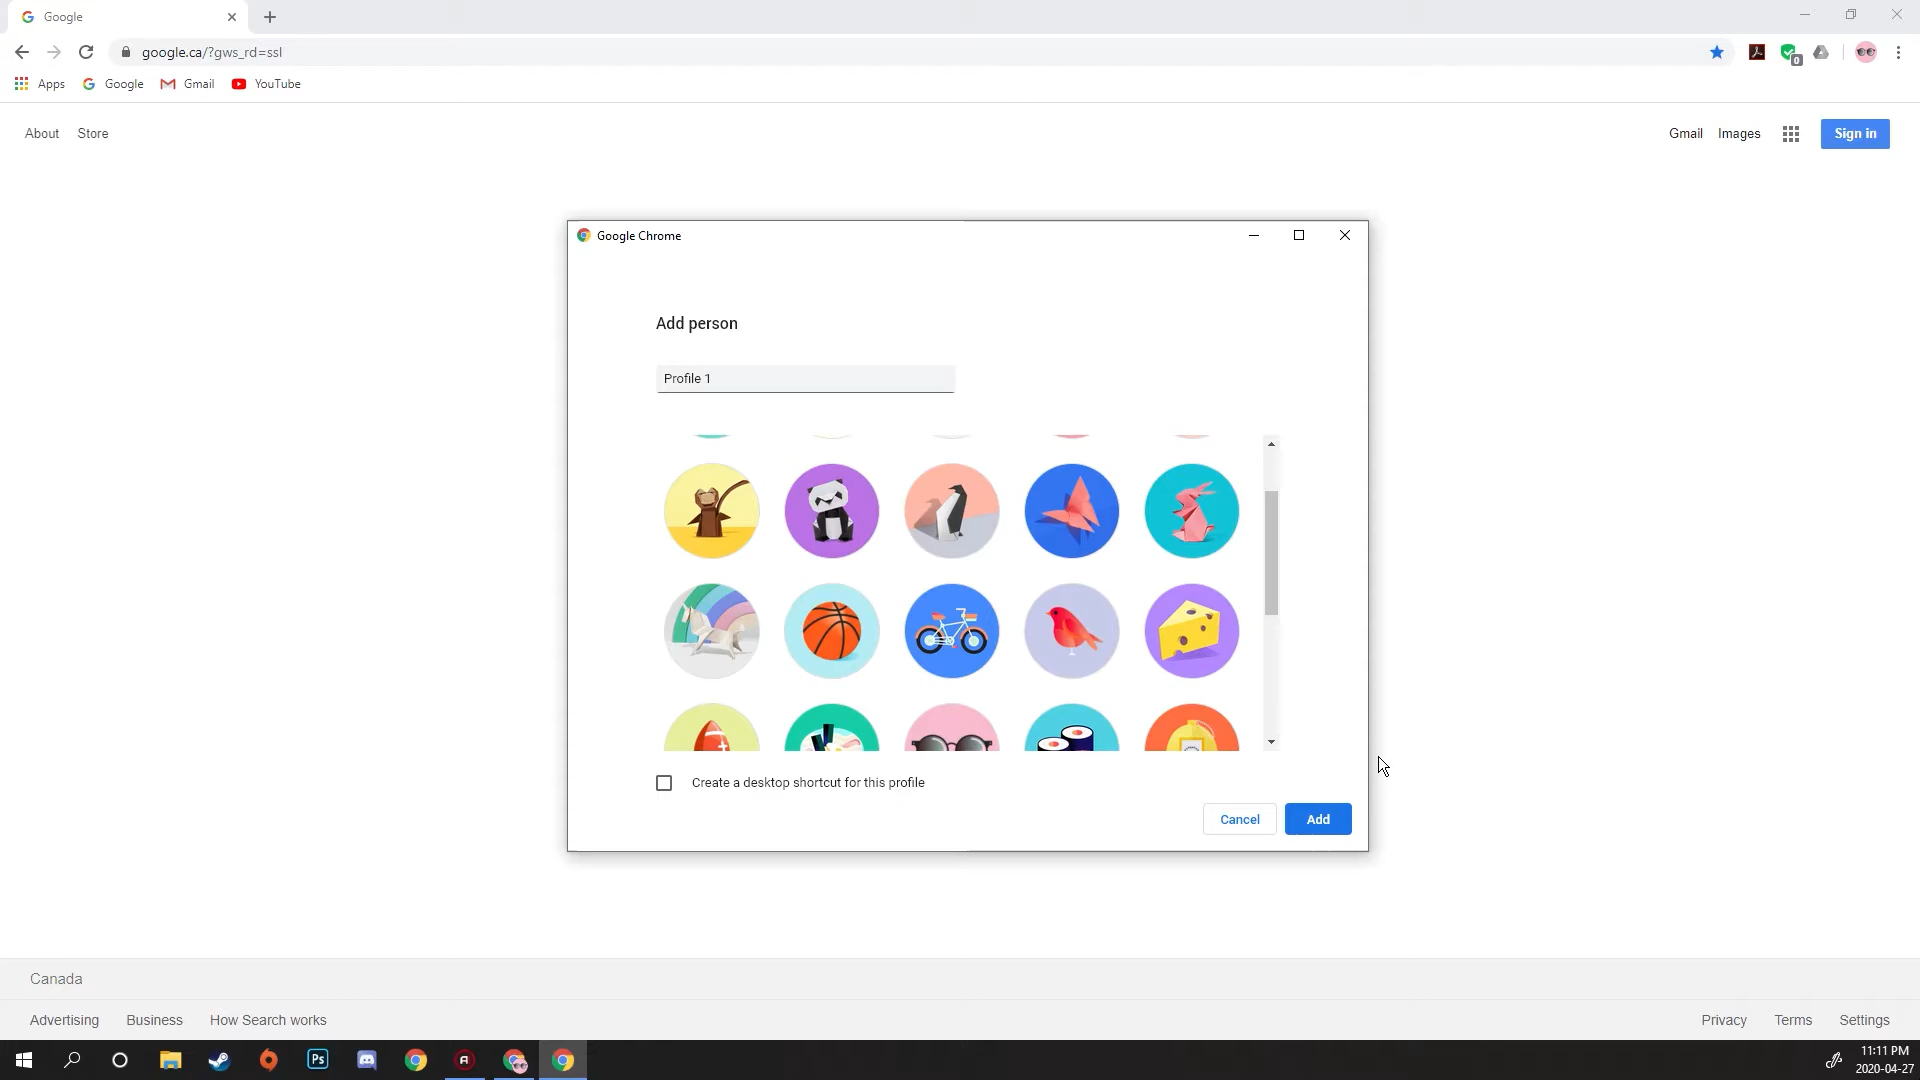 Google
google.ca/?gws_rd=ssl
0
Apps Google Gmail YouTube
About Store
Gmail Images Sign in
Google Chrome
Add person
Profile 1
Create a desktop shortcut for this profile
Cancel Add
Canada
Advertising Business How Search works
Privacy Terms Settings
Ps
11:11 PM
2020-04-27